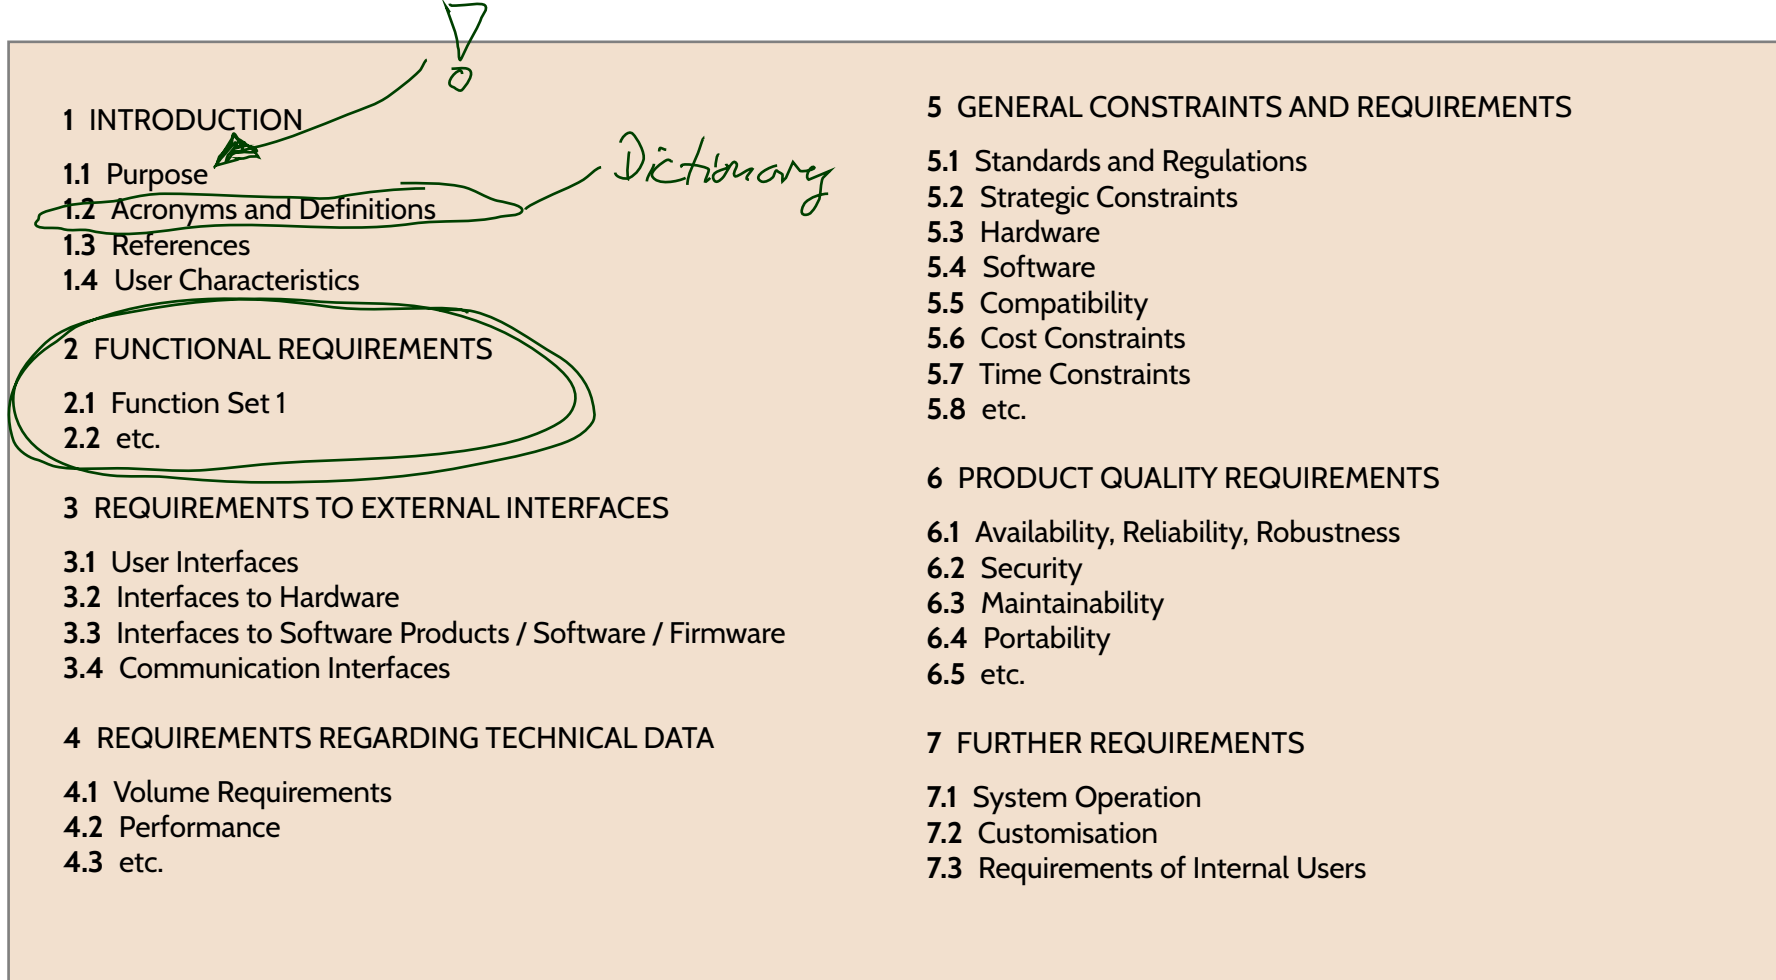 !
1 INTRODUCTION
1.1 Purpose
Dictionary
1.2 Acronyms and Definitions
1.3 References
1.4 User Characteristics
2 FUNCTIONAL REQUIREMENTS
2.1 Function Set 1
2.2 etc.
3 REQUIREMENTS TO EXTERNAL INTERFACES
3.1 User Interfaces
3.2 Interfaces to Hardware
3.3 Interfaces to Software Products / Software / Firmware
3.4 Communication Interfaces
4 REQUIREMENTS REGARDING TECHNICAL DATA
4.1 Volume Requirements
4.2 Performance
4.3 etc.
5 GENERAL CONSTRAINTS AND REQUIREMENTS
5.1 Standards and Regulations
5.2 Strategic Constraints
5.3 Hardware
5.4 Software
5.5 Compatibility
5.6 Cost Constraints
5.7 Time Constraints
5.8 etc.
6 PRODUCT QUALITY REQUIREMENTS
6.1 Availability, Reliability, Robustness
6.2 Security
6.3 Maintainability
6.4 Portability
6.5 etc.
7 FURTHER REQUIREMENTS
7.1 System Operation
7.2 Customisation
7.3 Requirements of Internal Users